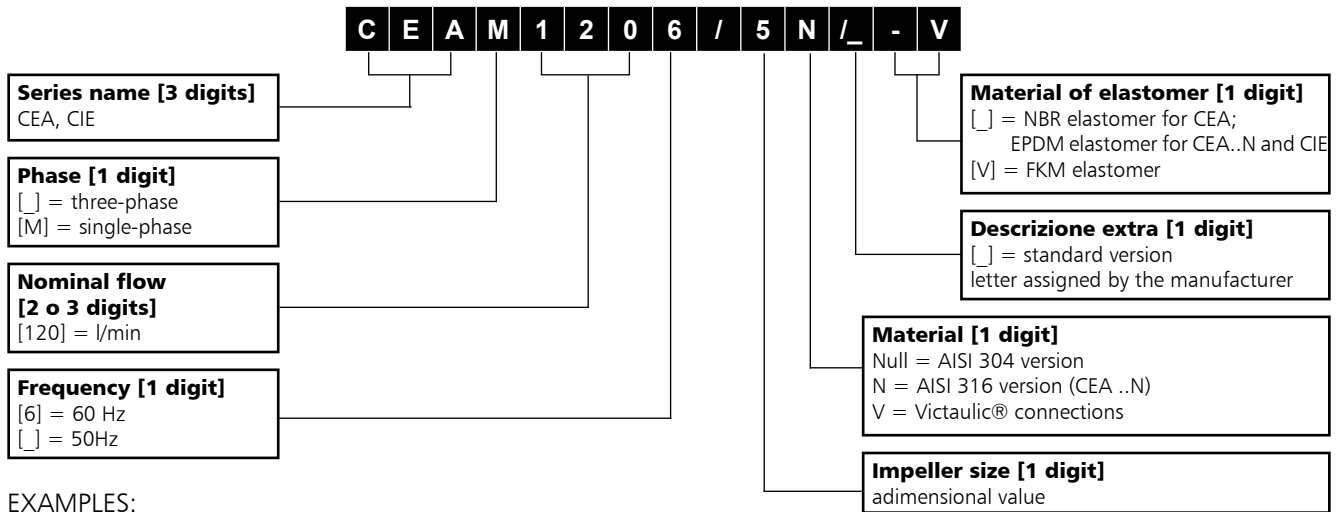 C E A M 1 2 0 6 / 5 N /_ - V
Series name [3 digits]
CEA, CIE
Phase [1 digit]
[_] = three-phase
[M] = single-phase
Nominal flow
[2 o 3 digits]
[120] = l/min
Frequency [1 digit]
[6] = 60 Hz
[_] = 50Hz
Material of elastomer [1 digit]
[_] = NBR elastomer for CEA;
EPDM elastomer for CEA..N and CIE
[V] = FKM elastomer
Descrizione extra [1 digit]
[_] = standard version
letter assigned by the manufacturer
Material [1 digit]
Null = AISI 304 version
N = AISI 316 version (CEA ..N)
V = Victaulic® connections
Impeller size [1 digit]
adimensional value
EXAMPLES: